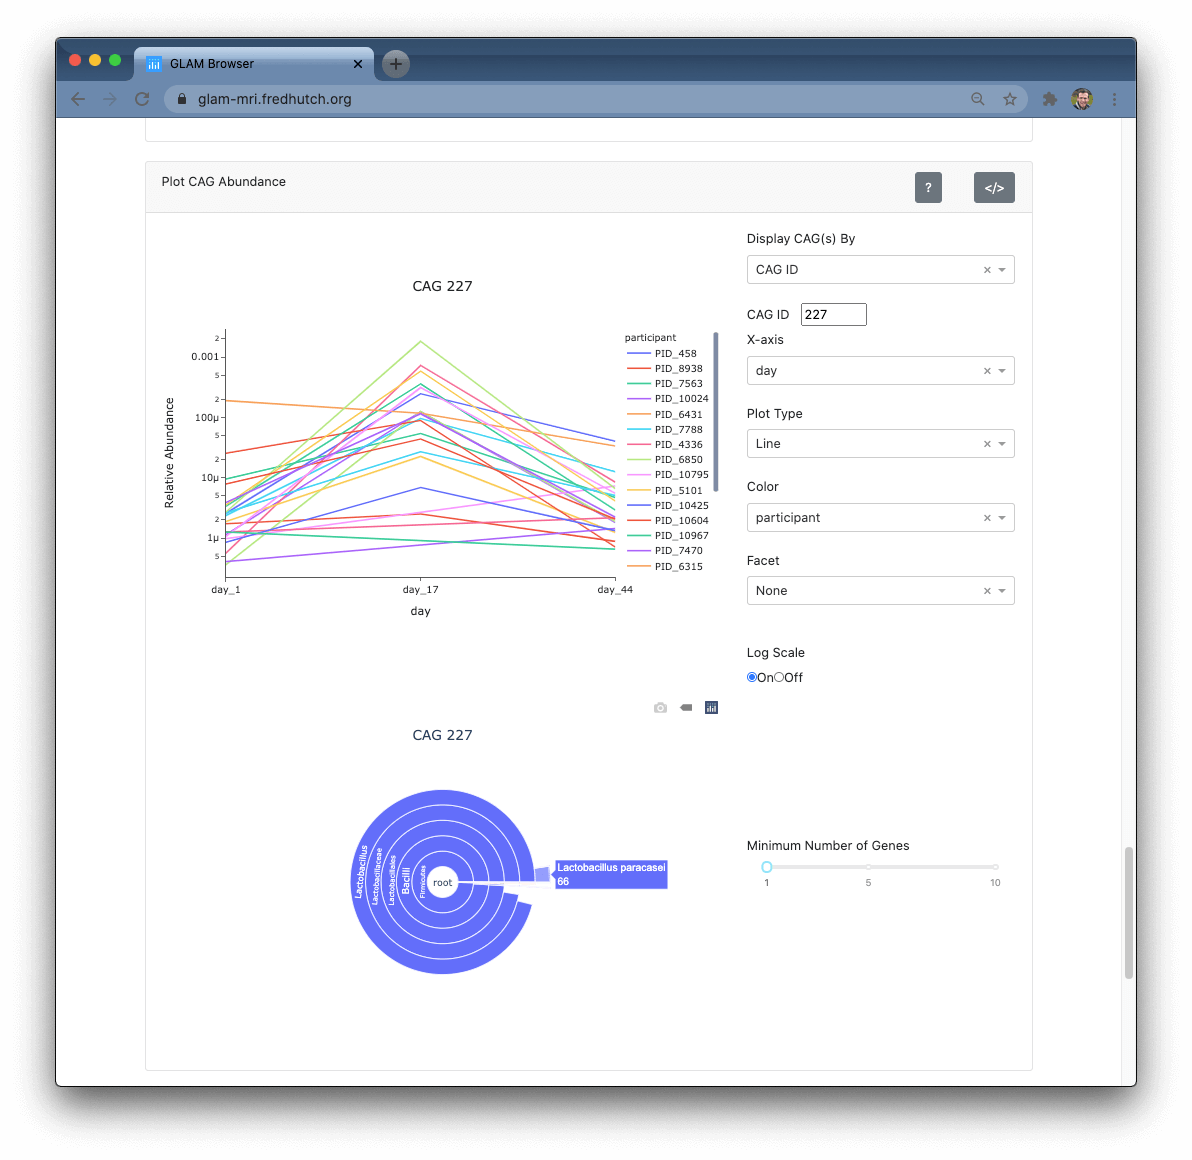 GLAM Browser
glam-mri.fredhutch.org
Plot CAG Abundance
?
</>
Display CAG(s) By
CAG ID
CAG ID 227
X-axis
day
Plot Type
Line
Color
participant
Facet
None
Log Scale
On Off
CAG 227
Relative Abundance
2
0.001
5
2
100μ
5
2
10μ
5
2
1μ
5
day_1
day_17
day_44
day
participant
PID_458
PID_8938
PID_7563
PID_10024
PID_6431
PID_7788
PID_4336
PID_6850
PID_10795
PID_5101
PID_10425
PID_10604
PID_10967
PID_7470
PID_6315
CAG 227
Lactobacillus
Lactobacillaceae
Lactobacillales
Bacilli
Firmicutes
root
Lactobacillus paracasei
66
Minimum Number of Genes
1
5
10